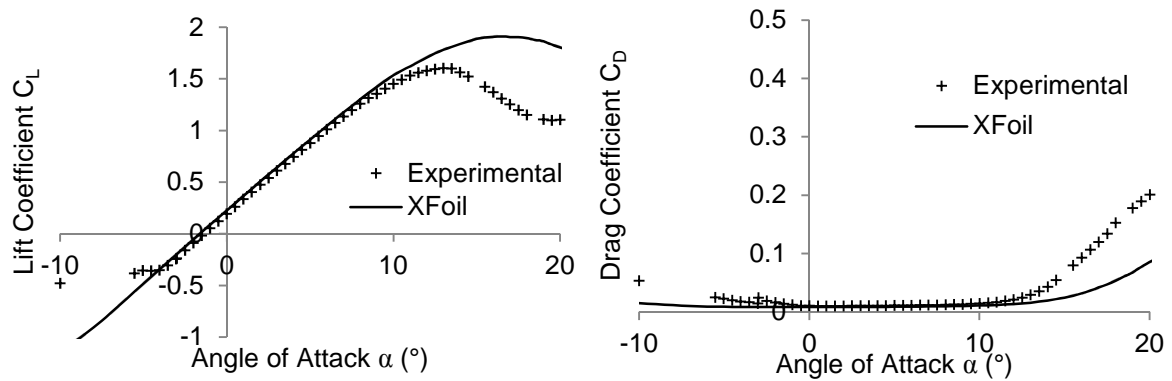 Lift Coefficient C_L
2
1.5
1
0.5
0
-0.5
-1
-10
0
10
20
Experimental
XFoil
Angle of Attack α (°)
Drag Coefficient C_D
0.5
0.4
0.3
0.2
0.1
0
-10
0
10
20
Experimental
XFoil
Angle of Attack α (°)